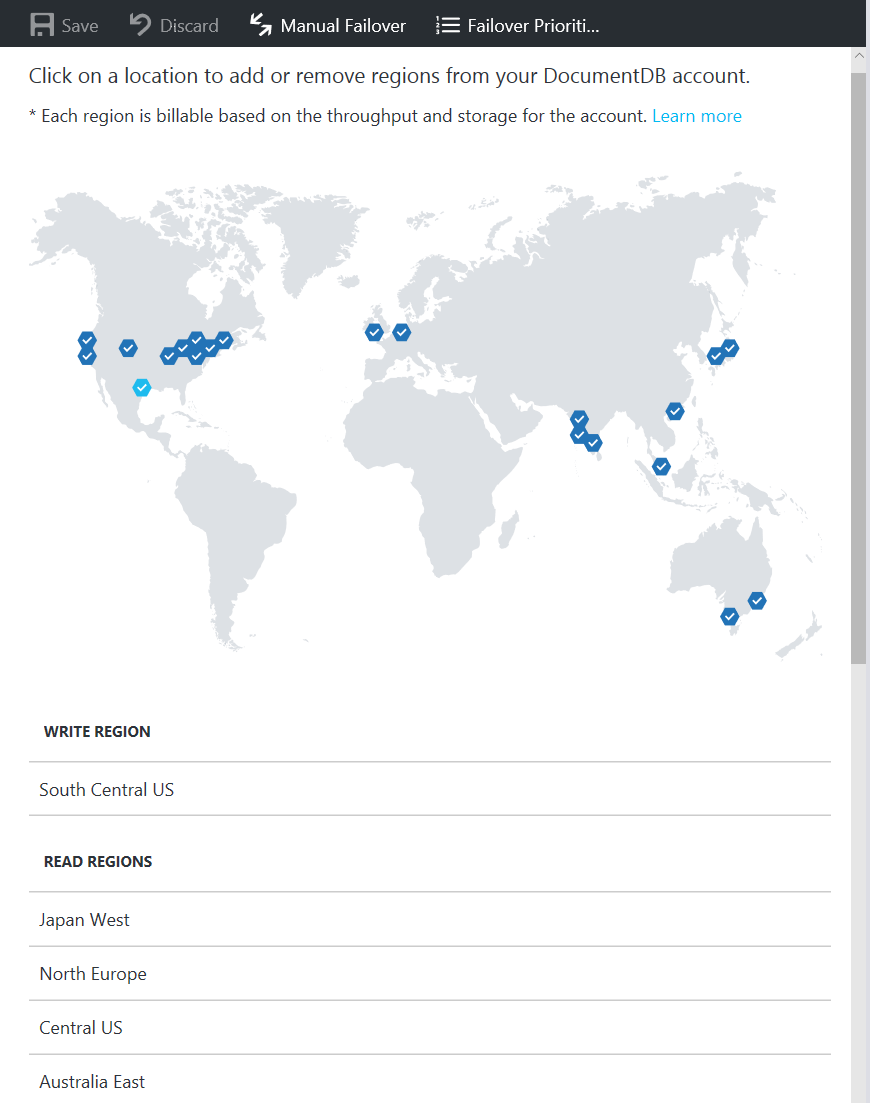 Save Discard Manual Failover Failover Prioriti...
Click on a location to add or remove regions from your DocumentDB account.
* Each region is billable based on the throughput and storage for the account. Learn more
WRITE REGION
South Central US
READ REGIONS
Japan West
North Europe
Central US
Australia East